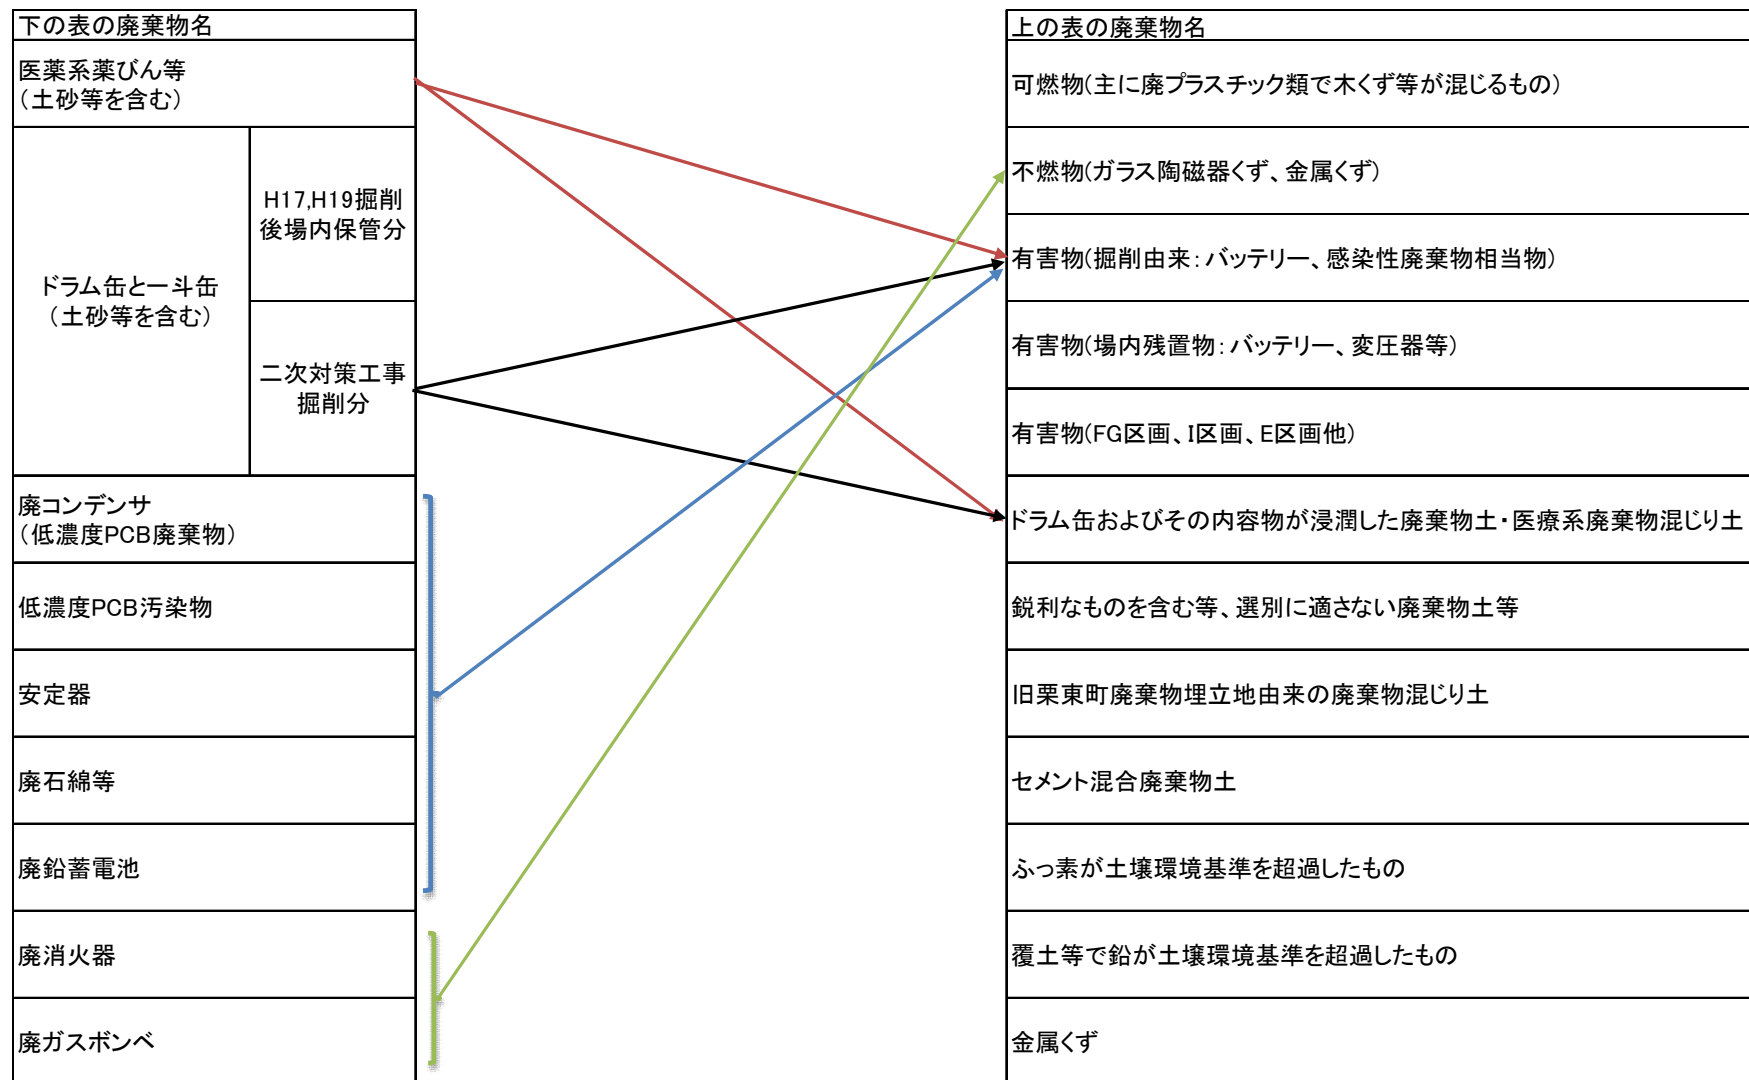 下の表の廃棄物名
医薬系薬びん等
（土砂等を含む）
ドラム缶と一斗缶
（土砂等を含む）
H17,H19掘削
後場内保管分
二次対策工事
掘削分
廃コンデンサ
（低濃度PCB廃棄物）
低濃度PCB汚染物
安定器
廃石綿等
廃鉛蓄電池
廃消火器
廃ガスボンベ
上の表の廃棄物名
可燃物(主に廃プラスチック類で木くず等が混じるもの）
不燃物(ガラス陶磁器くず、金属くず)
有害物(掘削由来：バッテリー、感染性廃棄物相当物）
有害物(場内残置物：バッテリー、変圧器等）
有害物(FG区画、I区画、E区画他）
ドラム缶およびその内容物が浸潤した廃棄物土・医療系廃棄物混じり土
鋭利なものを含む等、選別に適さない廃棄物土等
旧栗東町廃棄物埋立地由来の廃棄物混じり土
セメント混合廃棄物土
ふっ素が土壌環境基準を超過したもの
覆土等で鉛が土壌環境基準を超過したもの
金属くず